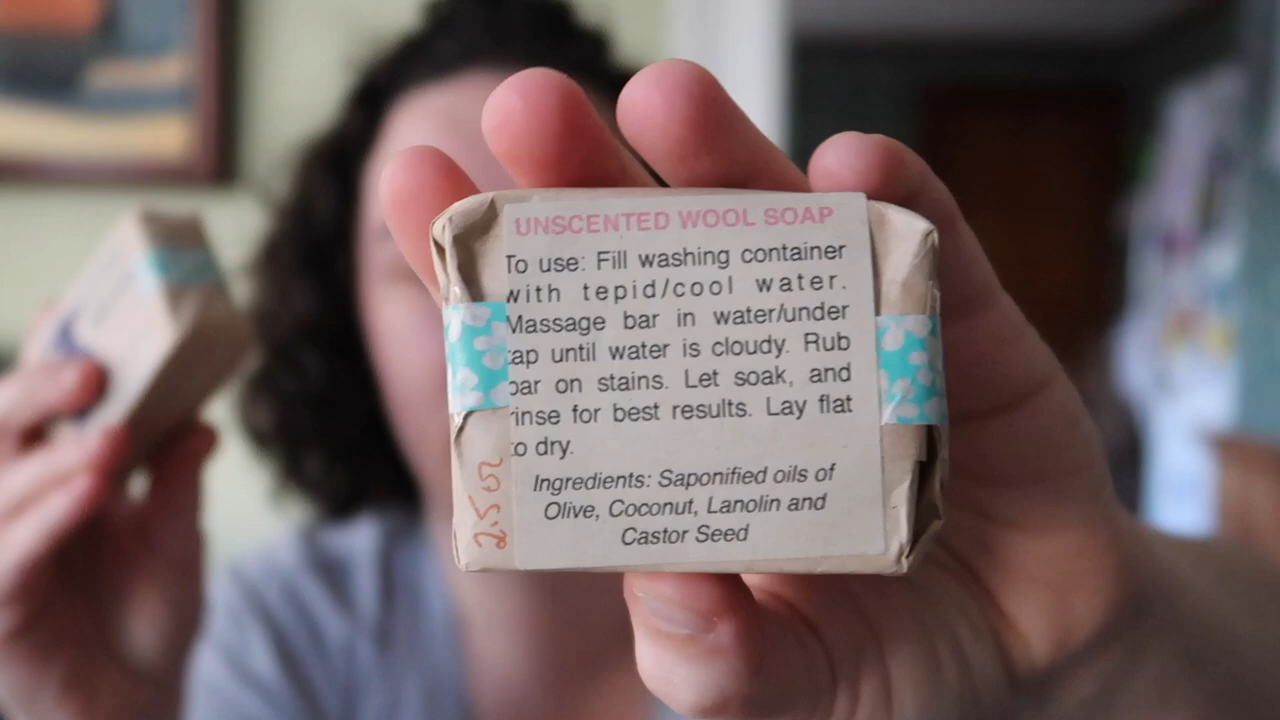 UNSCENTED WOOL SOAP
To use: Fill washing container
with tepid/cool water.
Massage bar in water/under
tap until water is cloudy. Rub
bar on stains. Let soak, and
rinse for best results. Lay flat
to dry.
Ingredients: Saponified oils of
Olive, Coconut, Lanolin and
Castor Seed
2.5 oz